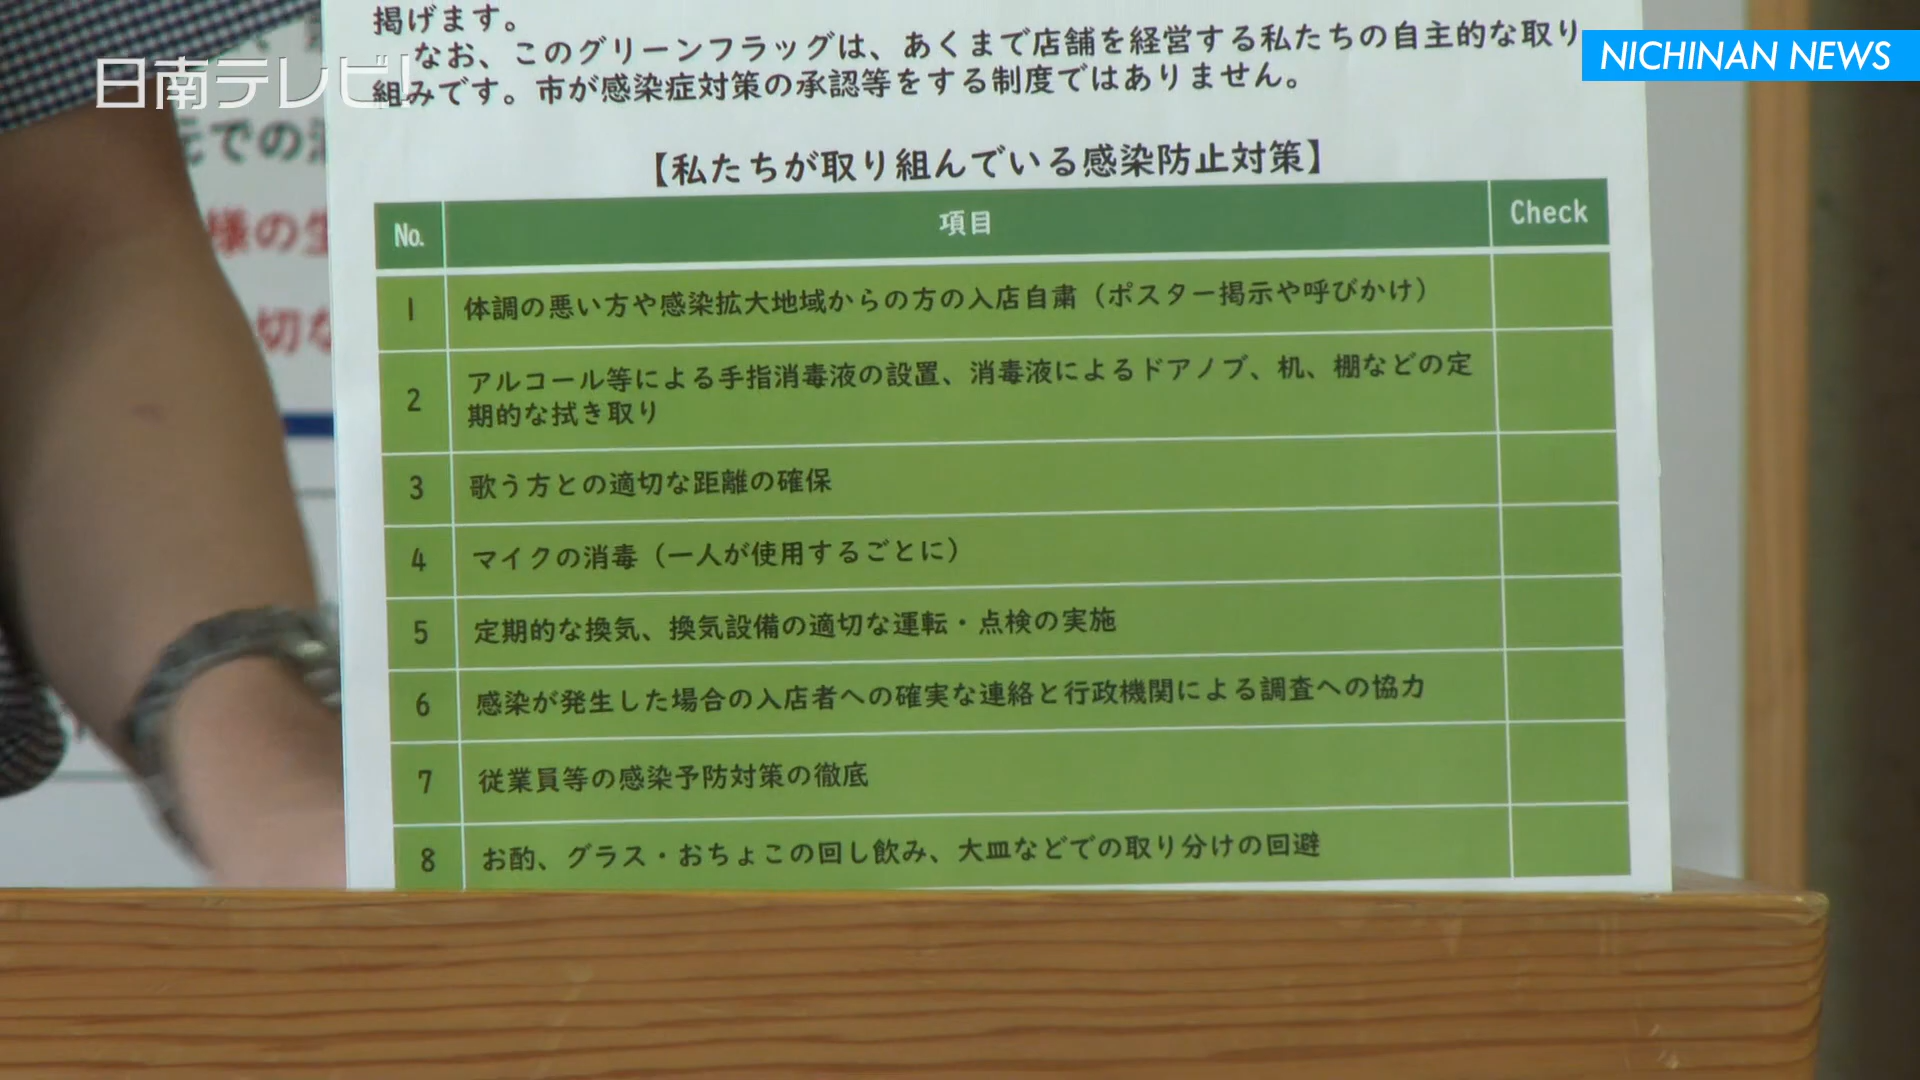 掲げます。
なお、このグリーンフラッグは、あくまで店舗を経営する私たちの自主的な取り
組みです。市が感染症対策の承認等をする制度ではありません。
日南テレビ!
NICHINAN NEWS
元での
様の生
切な
【私たちが取り組んでいる感染防止対策】
No. 項目 Check
1 体調の悪い方や感染拡大地域からの方の入店自粛（ポスター掲示や呼びかけ）
2 アルコール等による手指消毒液の設置、消毒液によるドアノブ、机、棚などの定
期的な拭き取り
3 歌う方との適切な距離の確保
4 マイクの消毒（一人が使用するごとに）
5 定期的な換気、換気設備の適切な運転・点検の実施
6 感染が発生した場合の入店者への確実な連絡と行政機関による調査への協力
7 従業員等の感染予防対策の徹底
8 お酌、グラス・おちょこの回し飲み、大皿などでの取り分けの回避